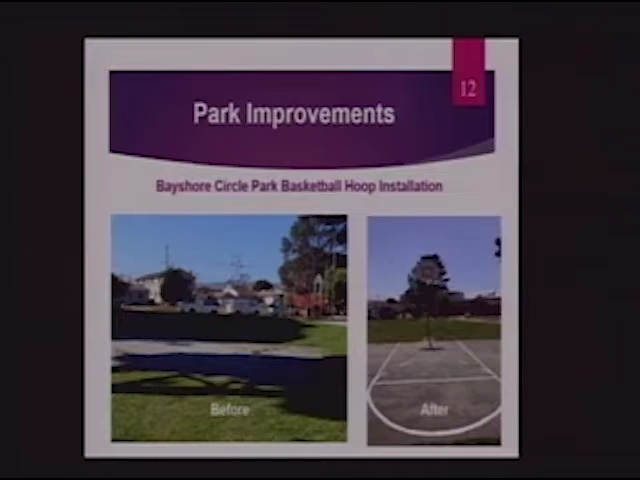 12
Park Improvements
Bayshore Circle Park Basketball Hoop Installation
Before
After